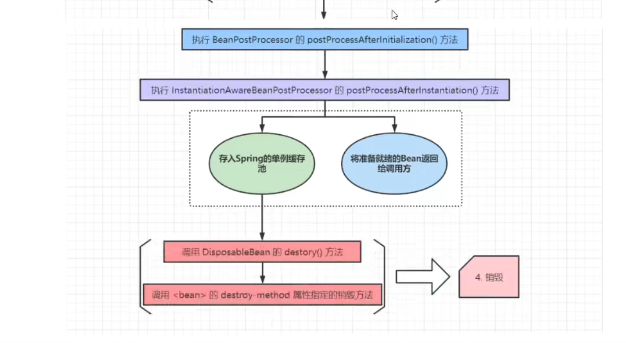 执行 BeanPostProcessor 的 postProcessAfterInitialization() 方法
执行 InstantiationAwareBeanPostProcessor 的 postProcessAfterInstantiation() 方法
存入Spring的单例缓存
池
将准备就绪的Bean返回
给调用方
调用 DisposableBean 的 destory() 方法
调用 <bean> 的 destroy-method 属性指定的销毁方法
4. 销毁